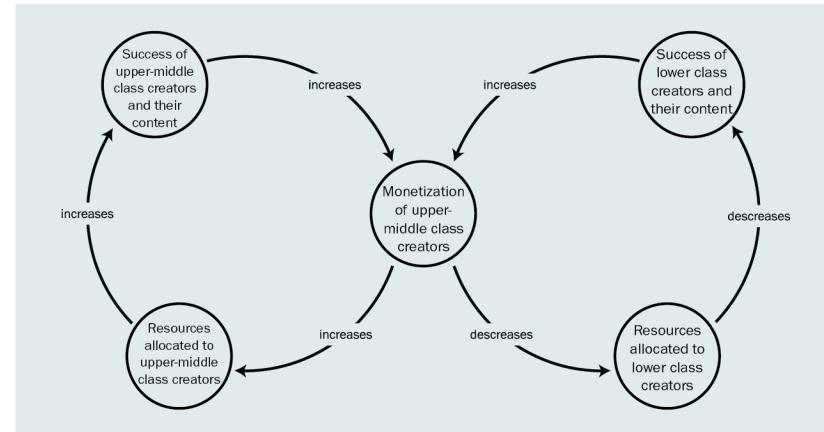 Success of
upper-middle
class creators
and their
content
increases
increases
Success of
lower class
creators and
their content
Monetization
of upper-
middle class
creators
increases
descreases
Resources
allocated to
upper-middle
class creators
increases
descreases
Resources
allocated to
lower class
creators